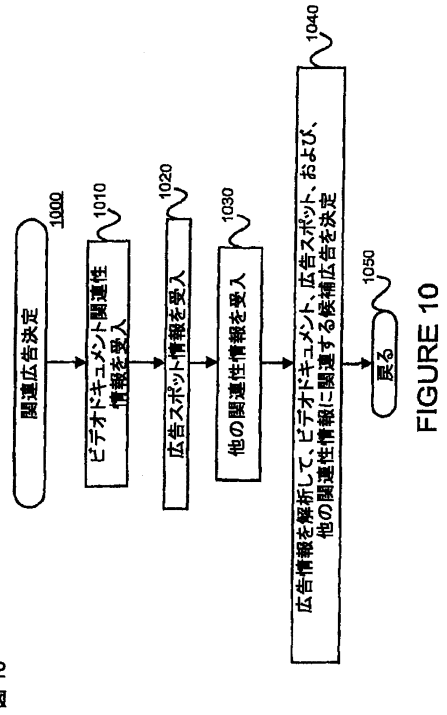 図 10
関連広告決定
1000
ビデオドキュメント関連性
情報を受入
1010
広告スポット情報を受入
1020
他の関連性情報を受入
1030
広告情報を解析して、ビデオドキュメント、広告スポット、および、
他の関連性情報に関連する候補広告を決定
1040
戻る
1050
FIGURE 10